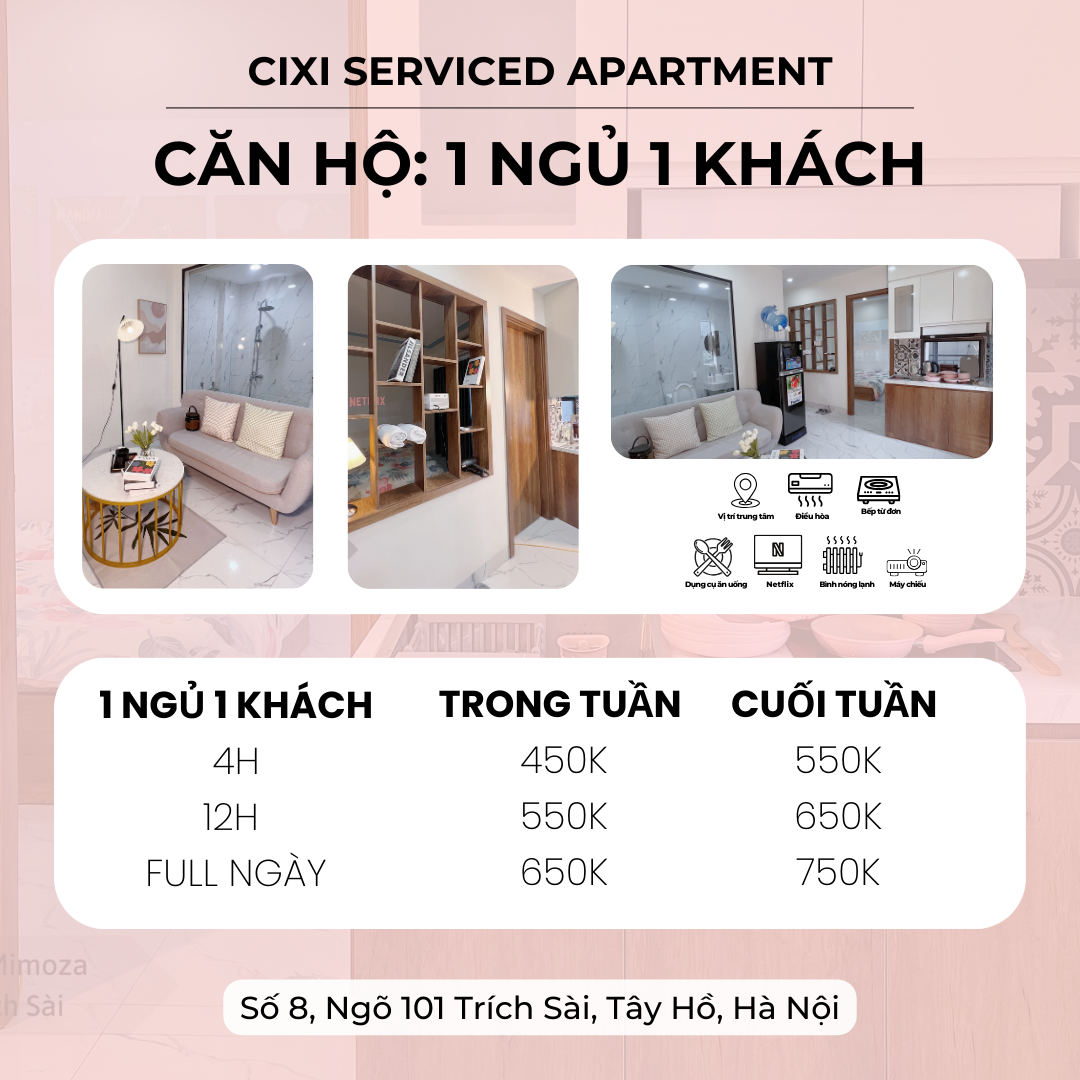 CIXI SERVICED APARTMENT
CĂN HỘ: 1 NGỦ 1 KHÁCH
NETFLIX
Vị trí trung tâm
Điều hòa
Bếp từ đơn
N
Dụng cụ ăn uống
Netflix
Bình nóng lạnh
Máy chiếu
1 NGỦ 1 KHÁCH TRONG TUẦN CUỐI TUẦN
4H 450K 550K
12H 550K 650K
FULL NGÀY 650K 750K
Số 8, Ngõ 101 Trích Sài, Tây Hồ, Hà Nội